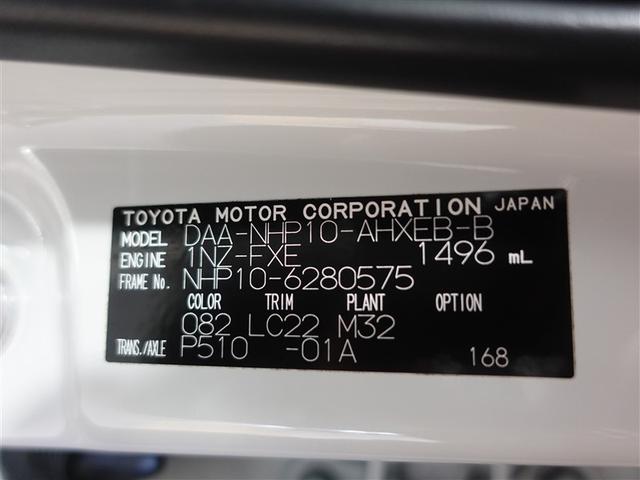 TOYOTA MOTOR CORPORATION JAPAN
MODEL DAA-NHP10-AHXEB-B
ENGINE 1NZ-FXE 1496 mL
FRAME No. NHP10-6280575
COLOR TRIM PLANT OPTION
082 LC22 M32
TRANS./AXLE P510 -01A 168